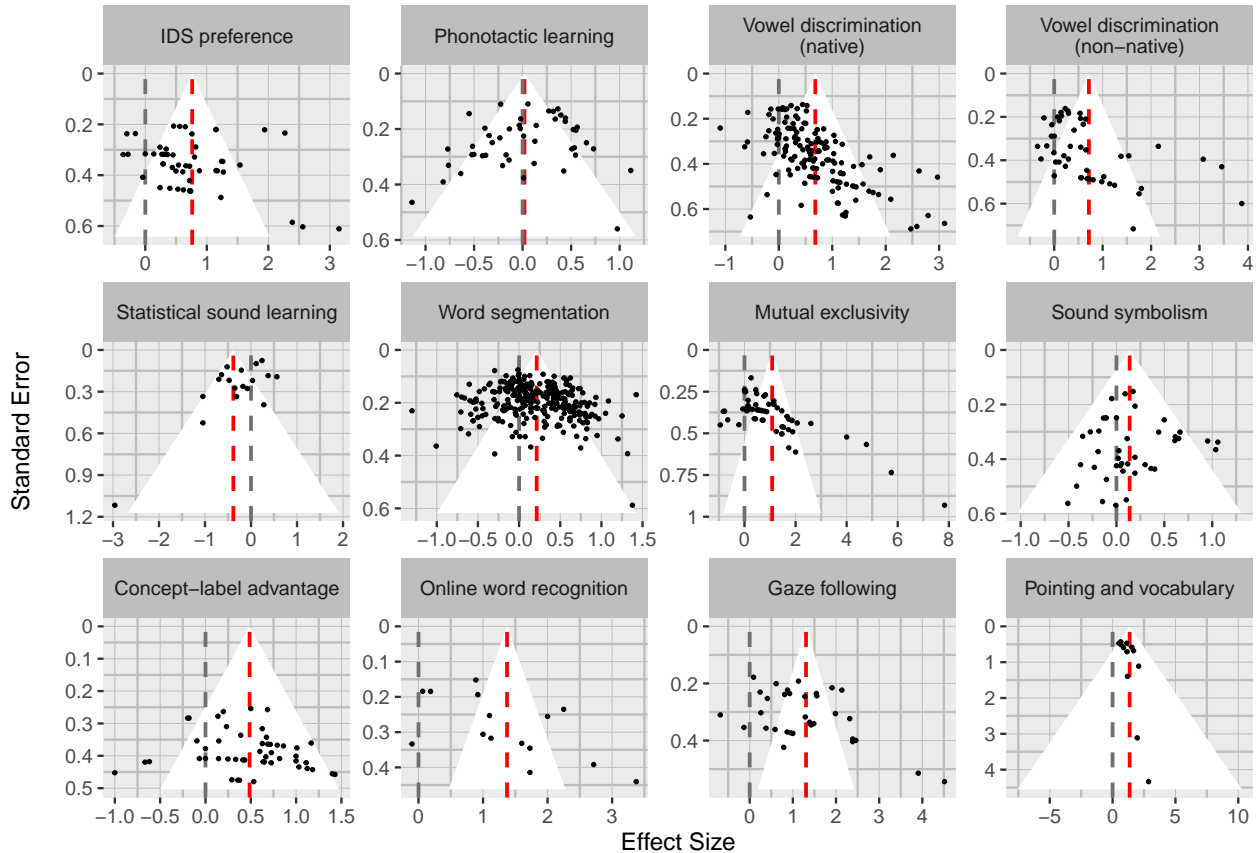 IDS preference
Phonotactic learning
Vowel discrimination
(native)
Vowel discrimination
(non−native)
0
0.2
0.4
0.6
0 1 2 3
0
0.2
0.4
0.6
−1.0 −0.5 0.0 0.5 1.0
0
0.2
0.4
0.6
−1 0 1 2 3
0
0.2
0.4
0.6
0 1 2 3 4
Statistical sound learning
Word segmentation
Mutual exclusivity
Sound symbolism
0
0.3
0.6
0.9
1.2
−3 −2 −1 0 1 2
0
0.2
0.4
0.6
−1.0 −0.5 0.0 0.5 1.0 1.5
0
0.25
0.5
0.75
1
0 2 4 6 8
0
0.2
0.4
0.6
−1.0 −0.5 0.0 0.5 1.0
Concept−label advantage
Online word recognition
Gaze following
Pointing and vocabulary
0
0.1
0.2
0.3
0.4
0.5
−1.0 −0.5 0.0 0.5 1.0 1.5
0
0.1
0.2
0.3
0.4
0 1 2 3
0
0.2
0.4
0 1 2 3 4
0
1
2
3
4
−5 0 5 10
Standard Error
Effect Size